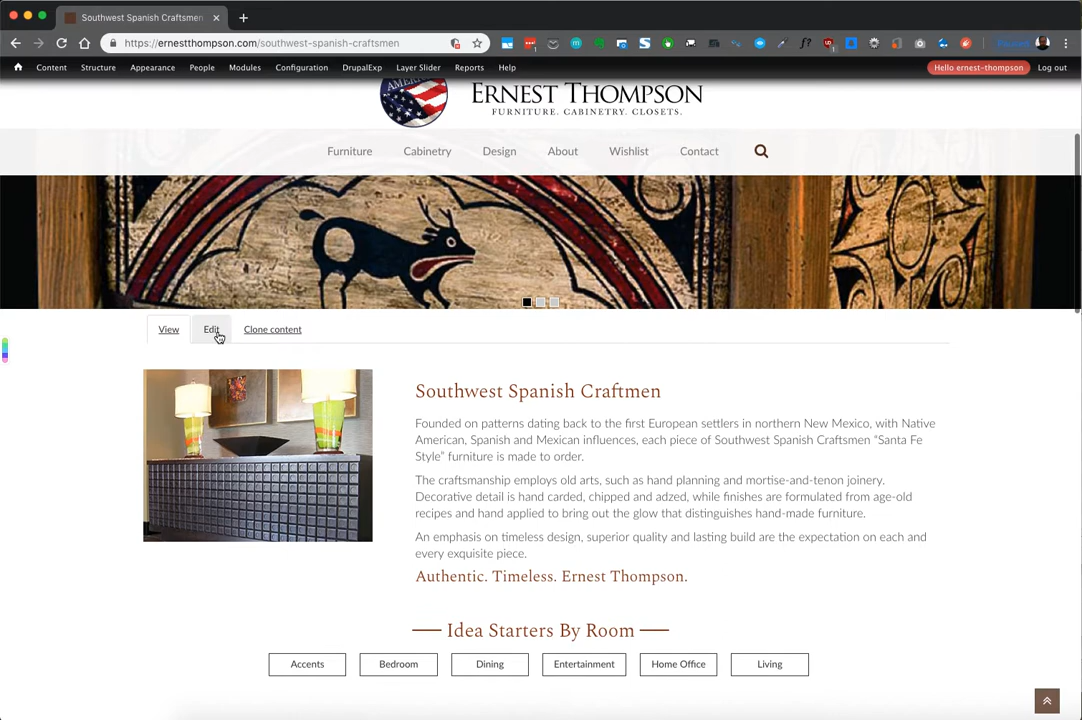 Southwest Spanish Craftsmen
https://ernestthompson.com/southwest-spanish-craftsmen
Content Structure Appearance People Modules Configuration DrupalExp Layer Slider Reports Help Hello ernest-thompson Log out
ERNEST THOMPSON
FURNITURE. CABINETRY. CLOSETS.
Furniture Cabinetry Design About Wishlist Contact
View Edit Clone content
Southwest Spanish Craftmen
Founded on patterns dating back to the first European settlers in northern New Mexico, with Native
American, Spanish and Mexican influences, each piece of Southwest Spanish Craftsmen “Santa Fe
Style” furniture is made to order.
The craftsmanship employs old arts, such as hand planning and mortise-and-tenon joinery.
Decorative detail is hand carded, chipped and adzed, while finishes are formulated from age-old
recipes and hand applied to bring out the glow that distinguishes hand-made furniture.
An emphasis on timeless design, superior quality and lasting build are the expectation on each and
every exquisite piece.
Authentic. Timeless. Ernest Thompson.
Idea Starters By Room
Accents Bedroom Dining Entertainment Home Office Living